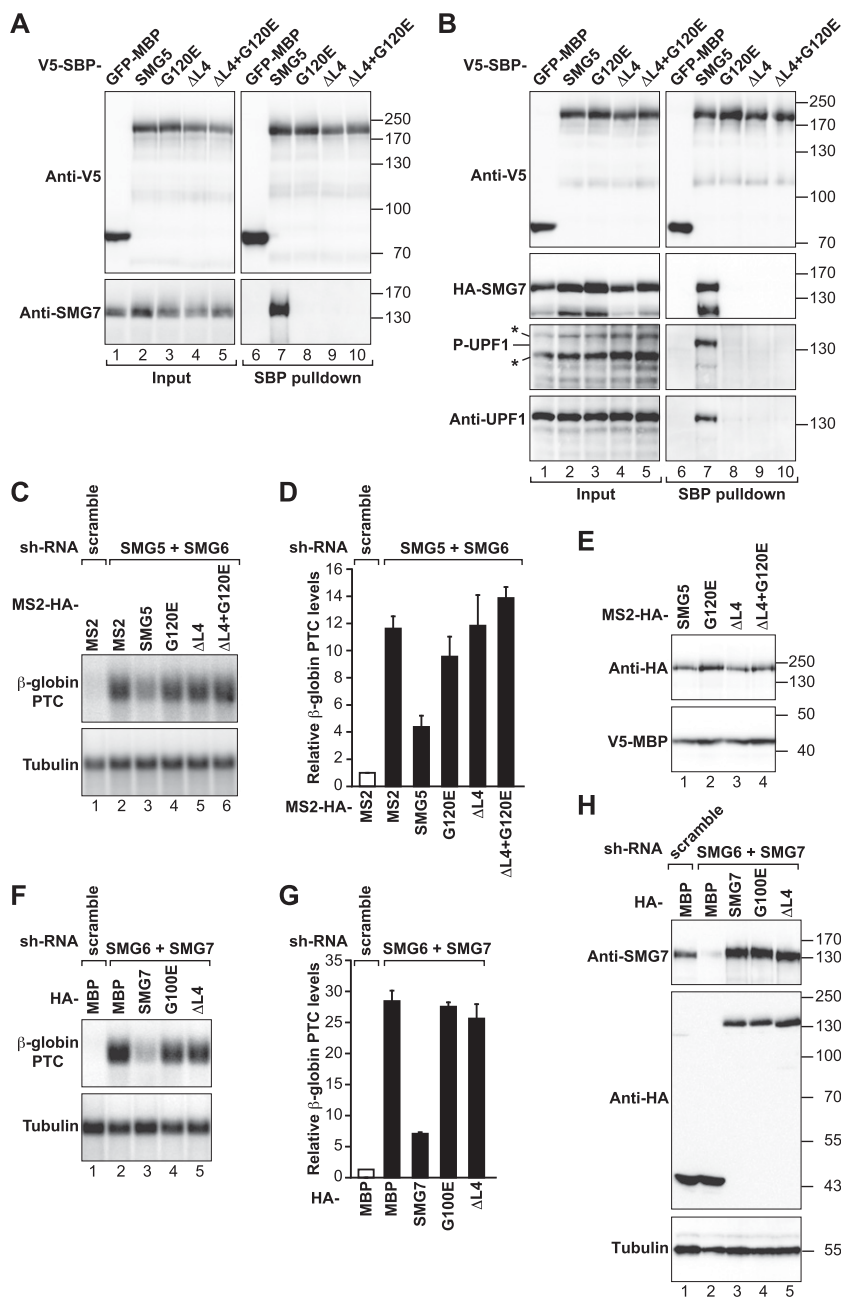 A
V5-SBP-
GFP-MBP SMG5 G120E ΔL4 ΔL4+G120E GFP-MBP SMG5 G120E ΔL4 ΔL4+G120E
Anti-V5
250
170
130
100
70
Anti-SMG7
170
130
1 2 3 4 5 6 7 8 9 10
Input SBP pulldown
B
V5-SBP-
GFP-MBP SMG5 G120E ΔL4 ΔL4+G120E GFP-MBP SMG5 G120E ΔL4 ΔL4+G120E
Anti-V5
250
170
130
100
70
HA-SMG7
170
130
*
P-UPF1
*
130
Anti-UPF1
130
1 2 3 4 5 6 7 8 9 10
Input SBP pulldown
C
sh-RNA
scramble
SMG5 + SMG6
MS2-HA-
MS2 MS2 SMG5 G120E ΔL4 ΔL4+G120E
β-globin
PTC
Tubulin
1 2 3 4 5 6
D
sh-RNA
scramble
SMG5 + SMG6
Relative β-globin PTC levels
16
14
12
10
8
6
4
2
0
MS2-HA-
MS2 MS2 SMG5 G120E ΔL4 ΔL4+G120E
E
MS2-HA-
SMG5 G120E ΔL4 ΔL4+G120E
Anti-HA
250
130
V5-MBP
50
40
1 2 3 4
F
sh-RNA
scramble
SMG6 + SMG7
HA-
MBP MBP SMG7 G100E ΔL4
β-globin
PTC
Tubulin
1 2 3 4 5
G
sh-RNA
scramble
SMG6 + SMG7
Relative β-globin PTC levels
35
30
25
20
15
10
5
0
HA-
MBP MBP SMG7 G100E ΔL4
H
sh-RNA
scramble
SMG6 + SMG7
HA-
MBP MBP SMG7 G100E ΔL4
Anti-SMG7
170
130
Anti-HA
250
130
100
70
55
43
Tubulin
55
1 2 3 4 5